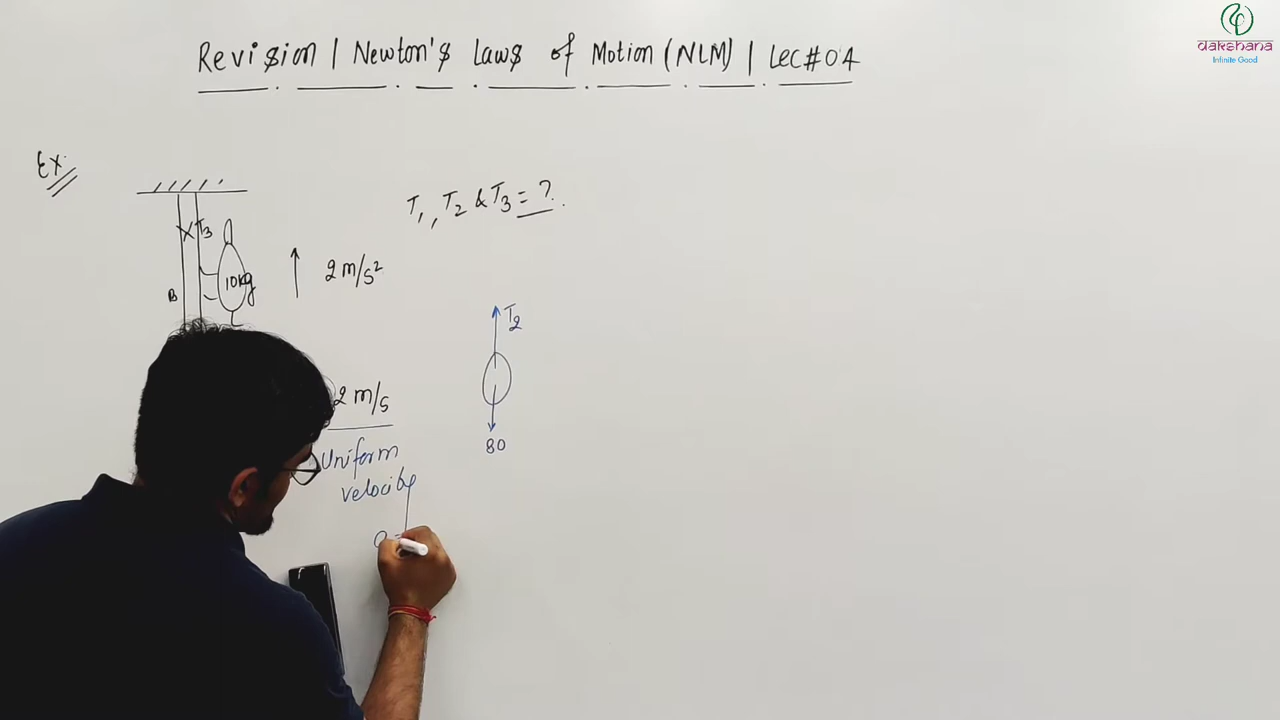 Revision | Newton's Laws of Motion (NLM) | Lec#04
dakshana
Infinite Good
Ex:
T1, T2 & T3 = ?
T3
10kg
B
2 m/s²
T2
80
2 m/s
Uniform
velocity
a =